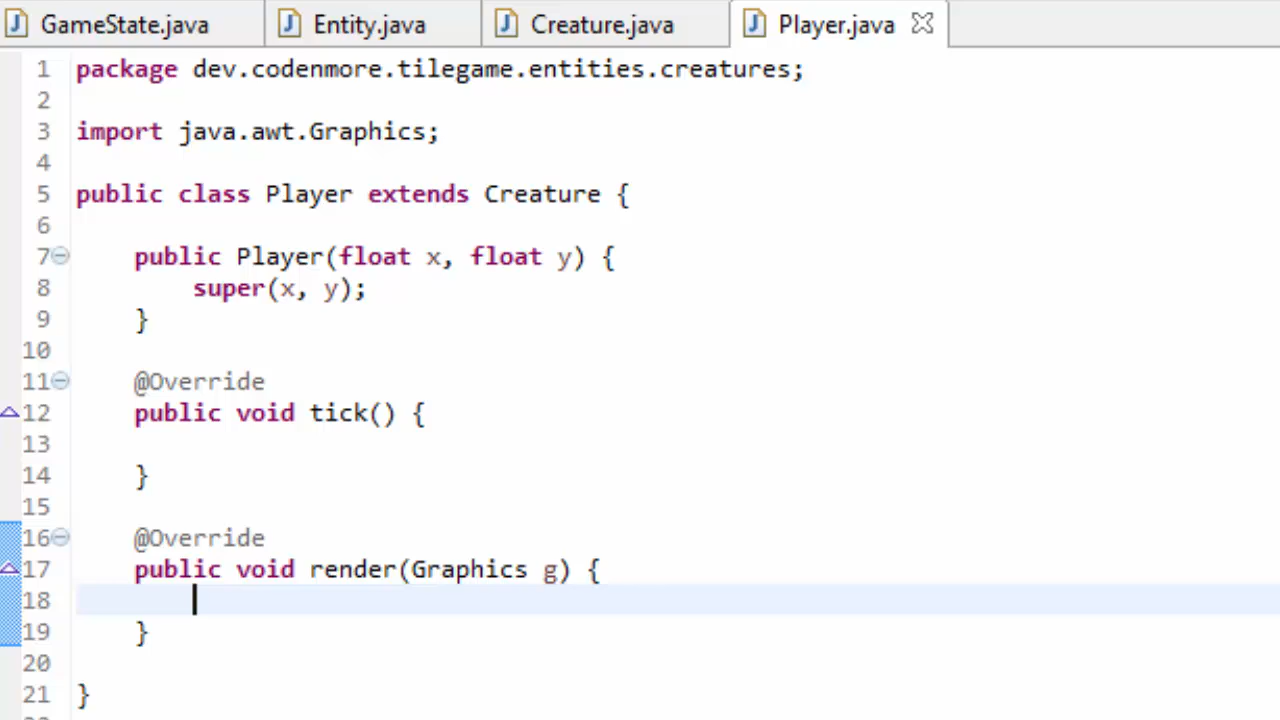 GameState.java Entity.java Creature.java Player.java
1 package dev.codenmore.tilegame.entities.creatures;
2
3 import java.awt.Graphics;
4
5 public class Player extends Creature {
6
7 public Player(float x, float y) {
8 super(x, y);
9 }
10
11 @Override
12 public void tick() {
13
14 }
15
16 @Override
17 public void render(Graphics g) {
18
19 }
20
21 }